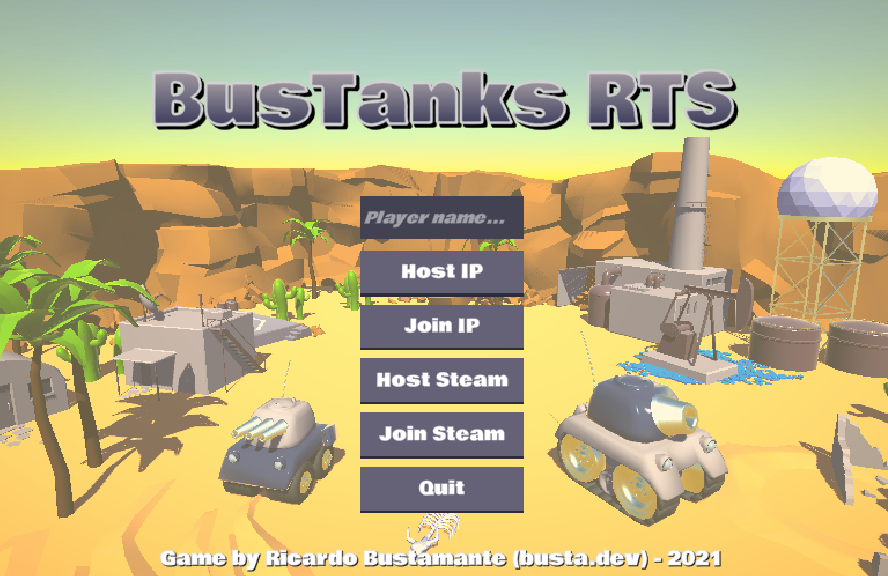 BusTanks RTS
Player name...
Host IP
Join IP
Host Steam
Join Steam
Quit
Game by Ricardo Bustamante (busta.dev) - 2021